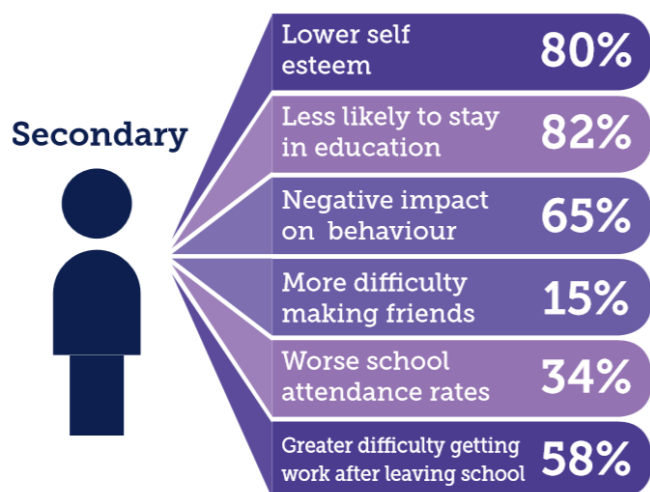 Secondary
Lower self
esteem
80%
Less likely to stay
in education
82%
Negative impact
on behaviour
65%
More difficulty
making friends
15%
Worse school
attendance rates
34%
Greater difficulty getting
work after leaving school
58%